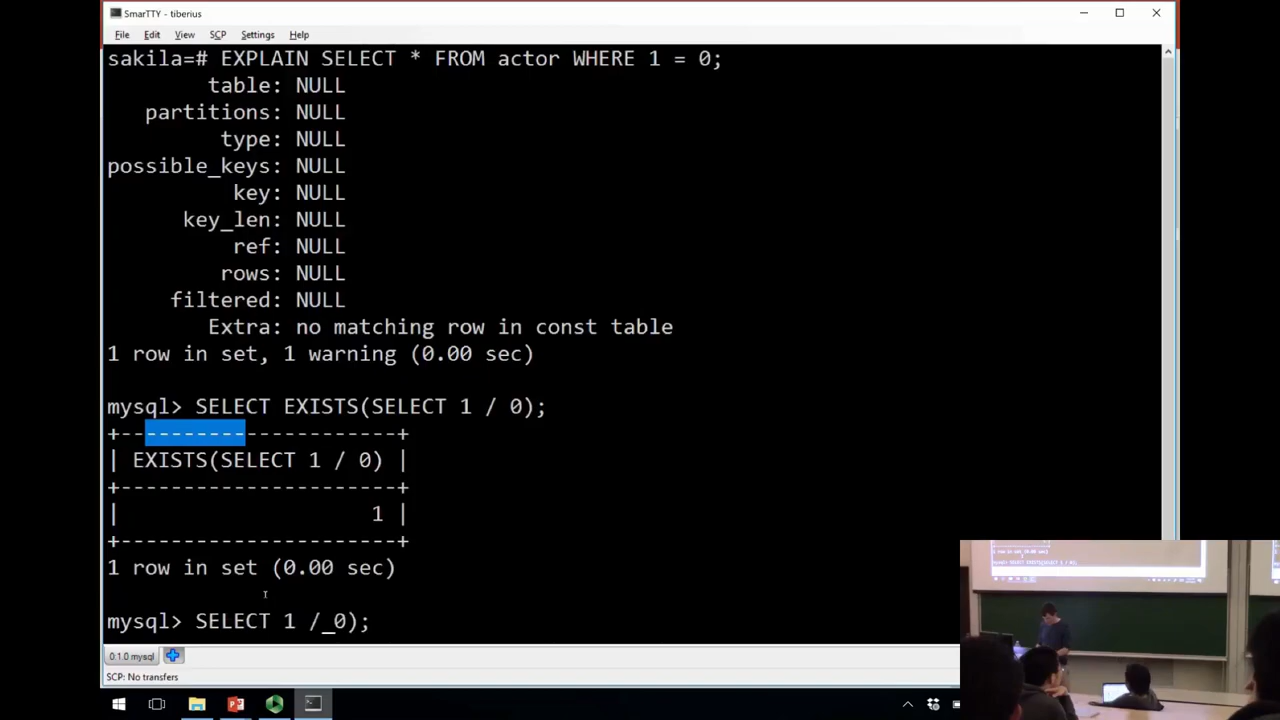 SmarTTY - tiberius
File Edit View SCP Settings Help
sakila=# EXPLAIN SELECT * FROM actor WHERE 1 = 0;
table: NULL
partitions: NULL
type: NULL
possible_keys: NULL
key: NULL
key_len: NULL
ref: NULL
rows: NULL
filtered: NULL
Extra: no matching row in const table
1 row in set, 1 warning (0.00 sec)
mysql> SELECT EXISTS(SELECT 1 / 0);
+----------------------+
| EXISTS(SELECT 1 / 0) |
+----------------------+
| 1 |
+----------------------+
1 row in set (0.00 sec)
mysql> SELECT 1 /_0);
0:1.0 mysql
SCP: No transfers